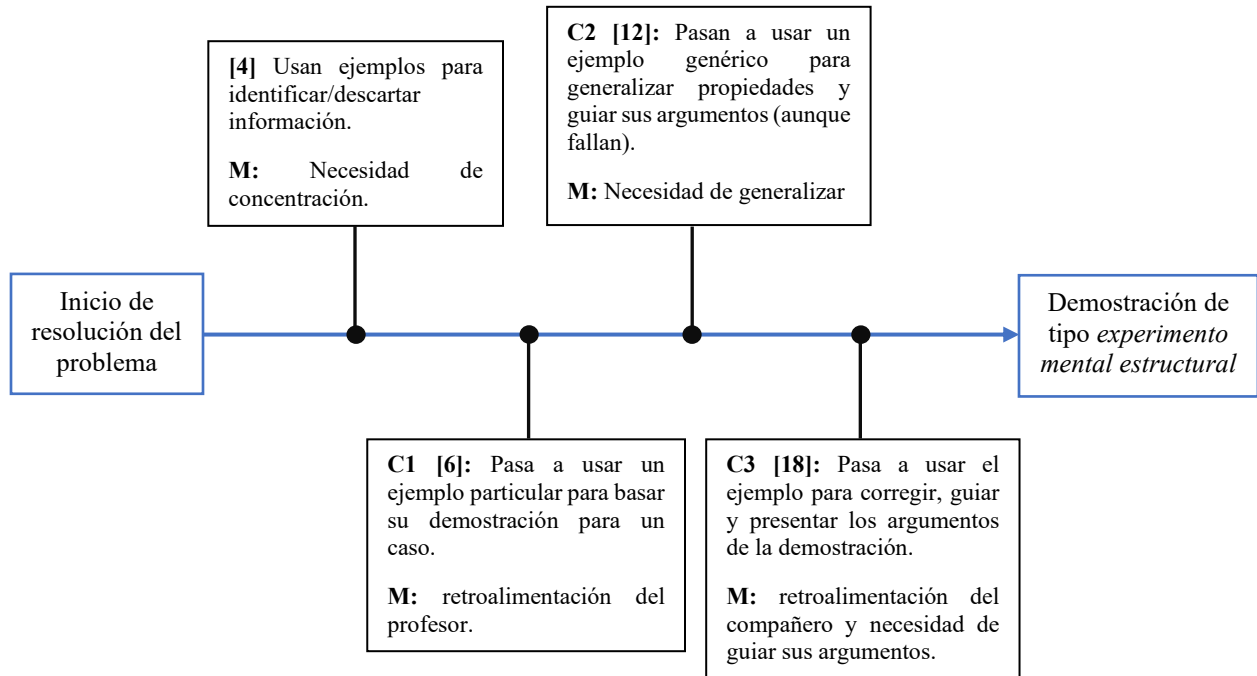 Inicio de
resolución del
problema
[4] Usan ejemplos para
identificar/descartar
información.
M: Necesidad de
concentración.
C1 [6]: Pasa a usar un
ejemplo particular para basar
su demostración para un
caso.
M: retroalimentación del
profesor.
C2 [12]: Pasan a usar un
ejemplo genérico para
generalizar propiedades y
guiar sus argumentos (aunque
fallan).
M: Necesidad de generalizar
C3 [18]: Pasa a usar el
ejemplo para corregir, guiar
y presentar los argumentos
de la demostración.
M: retroalimentación del
compañero y necesidad de
guiar sus argumentos.
Demostración de
tipo experimento
mental estructural